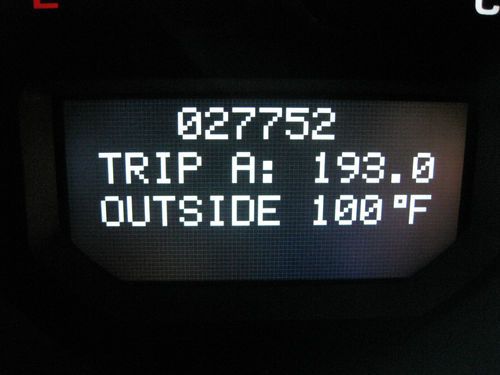 E
C
027752
TRIP A: 193.0
OUTSIDE 100°F